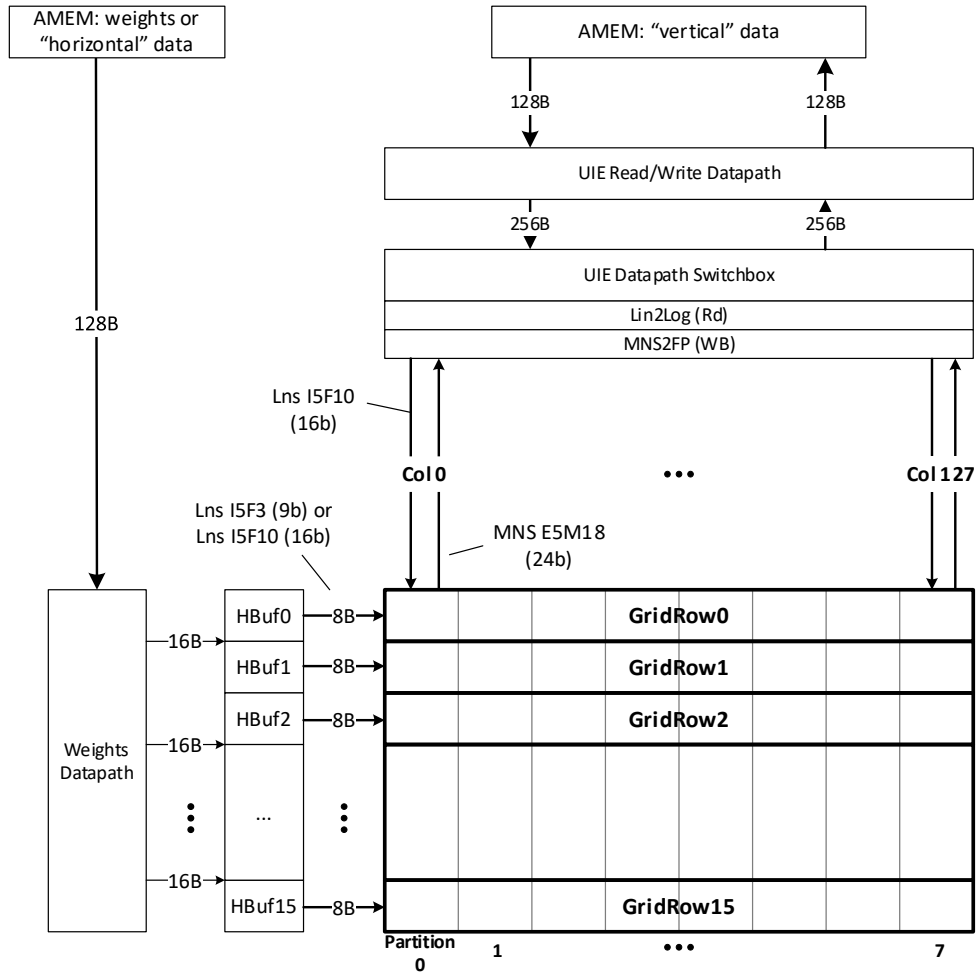 AMEM: weights or
“horizontal” data
AMEM: “vertical” data
128B
128B
UIE Read/Write Datapath
256B
256B
UIE Datapath Switchbox
128B
Lin2Log (Rd)
MNS2FP (WB)
Lns I5F10
(16b)
Col 0
•••
Col 127
Lns I5F3 (9b) or
Lns I5F10 (16b)
MNS E5M18
(24b)
HBuf0
8B
GridRow0
16B
HBuf1
8B
GridRow1
HBuf2
8B
GridRow2
16B
Weights
Datapath
...
16B
HBuf15
8B
GridRow15
Partition
0
1
•••
7